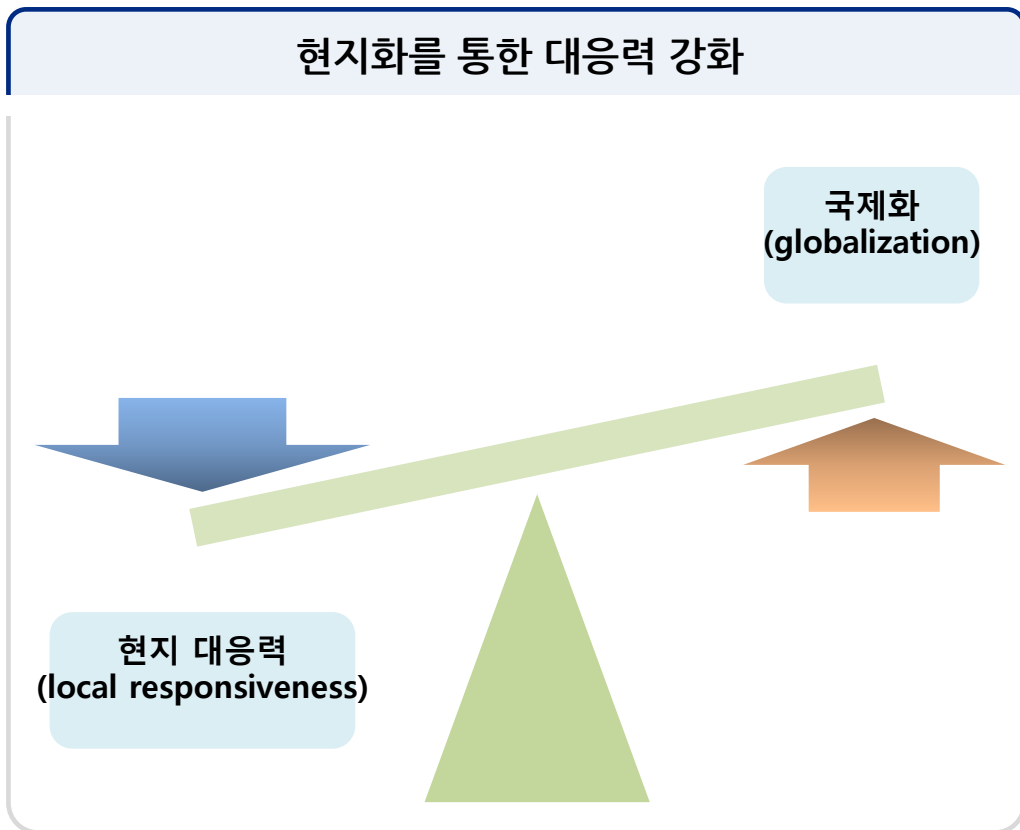 현지화를 통한 대응력 강화
국제화
(globalization)
현지 대응력
(local responsiveness)